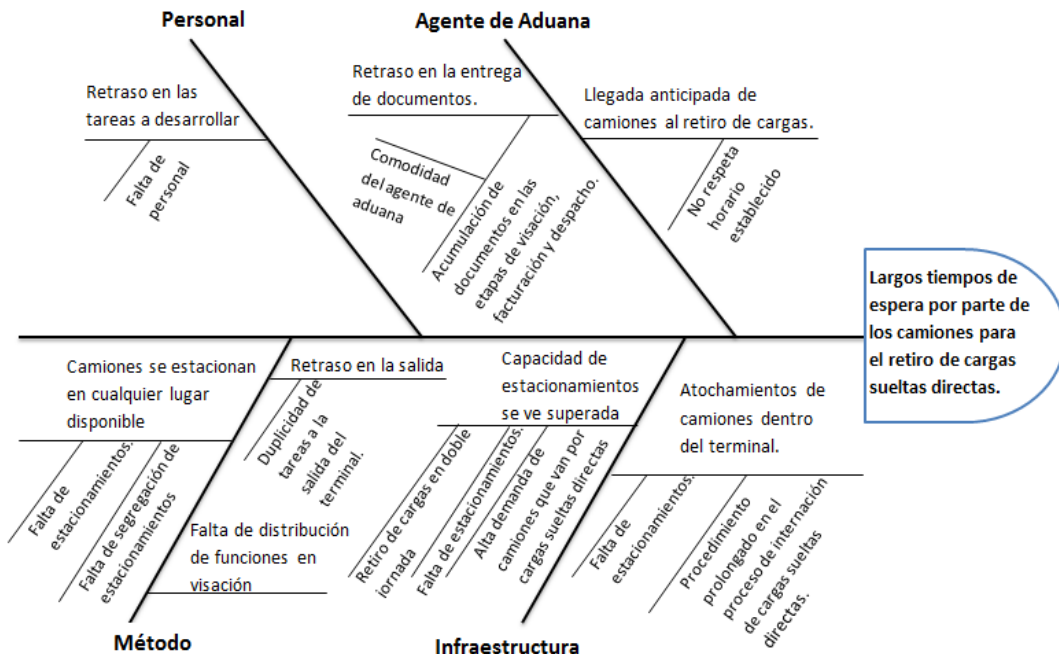 Personal
Agente de Aduana
Retraso en las
tareas a desarrollar
Falta de
personal
Retraso en la entrega
de documentos.
Comodidad
del agente de
aduana
Acumulación de
documentos en las
etapas de visación,
facturación y despacho.
Llegada anticipada de
camiones al retiro de cargas.
No respeta
horario
establecido
Largos tiempos de
espera por parte de
los camiones para
el retiro de cargas
sueltas directas.
Camiones se estacionan
en cualquier lugar
disponible
Falta de
estacionamientos.
Falta de segregación de
estacionamientos
Retraso en la salida
Duplicidad de
tareas a la
salida del
terminal.
Falta de distribución
de funciones en
visación
Capacidad de
estacionamientos
se ve superada
Retiro de cargas en doble
jornada
Falta de estacionamientos.
Alta demanda de
camiones que van por
cargas sueltas directas
Atochamientos de
camiones dentro
del terminal.
Falta de
estacionamientos.
Procedimiento
prolongado en el
proceso de internación
de cargas sueltas
directas.
Método
Infraestructura